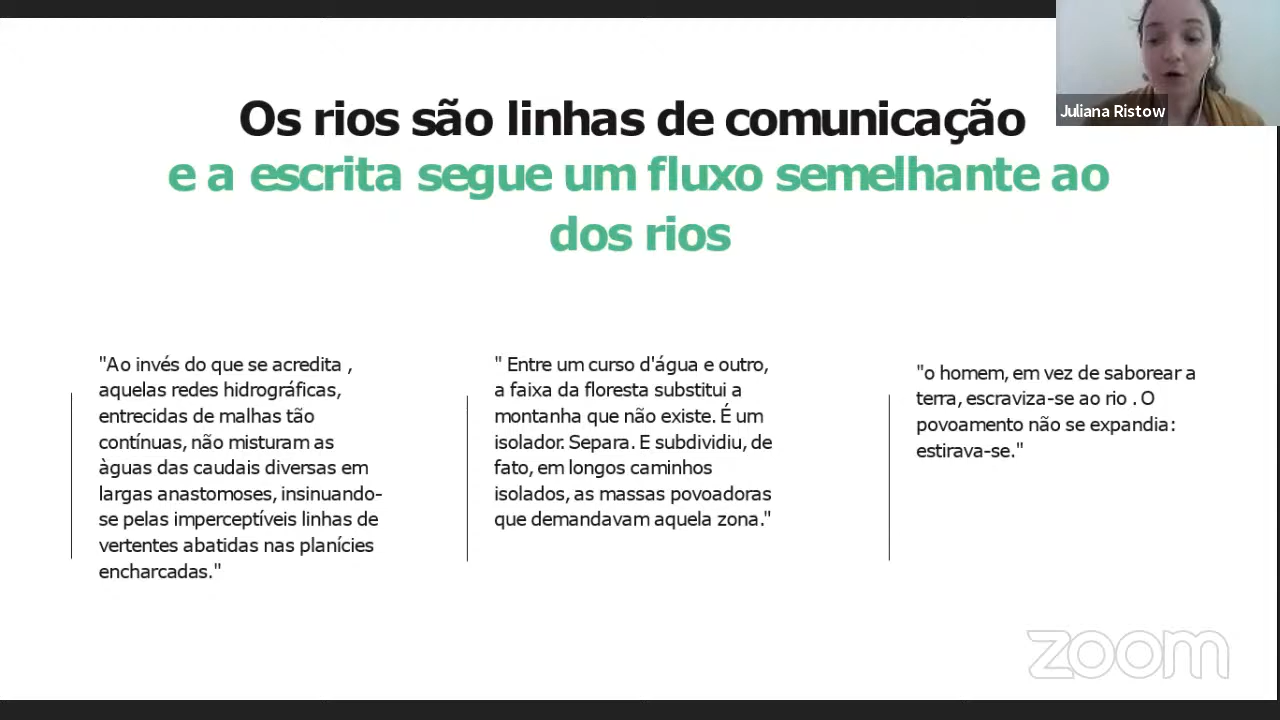 Os rios são linhas de comunicação
e a escrita segue um fluxo semelhante ao
dos rios
Juliana Ristow
"Ao invés do que se acredita ,
aquelas redes hidrográficas,
entrecidas de malhas tão
contínuas, não misturam as
àguas das caudais diversas em
largas anastomoses, insinuando-
se pelas imperceptíveis linhas de
vertentes abatidas nas planícies
encharcadas."
" Entre um curso d'água e outro,
a faixa da floresta substitui a
montanha que não existe. É um
isolador. Separa. E subdividiu, de
fato, em longos caminhos
isolados, as massas povoadoras
que demandavam aquela zona."
"o homem, em vez de saborear a
terra, escraviza-se ao rio . O
povoamento não se expandia:
estirava-se."
zoom